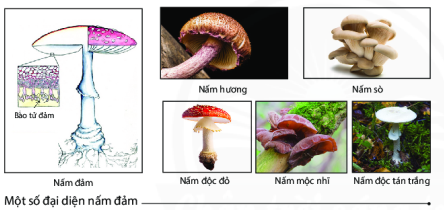 Nấm hương
Nấm sò
Bào tử đảm
Nấm đảm
Nấm độc đỏ
Nấm mộc nhĩ
Nấm độc tán trắng
Một số đại diện nấm đảm